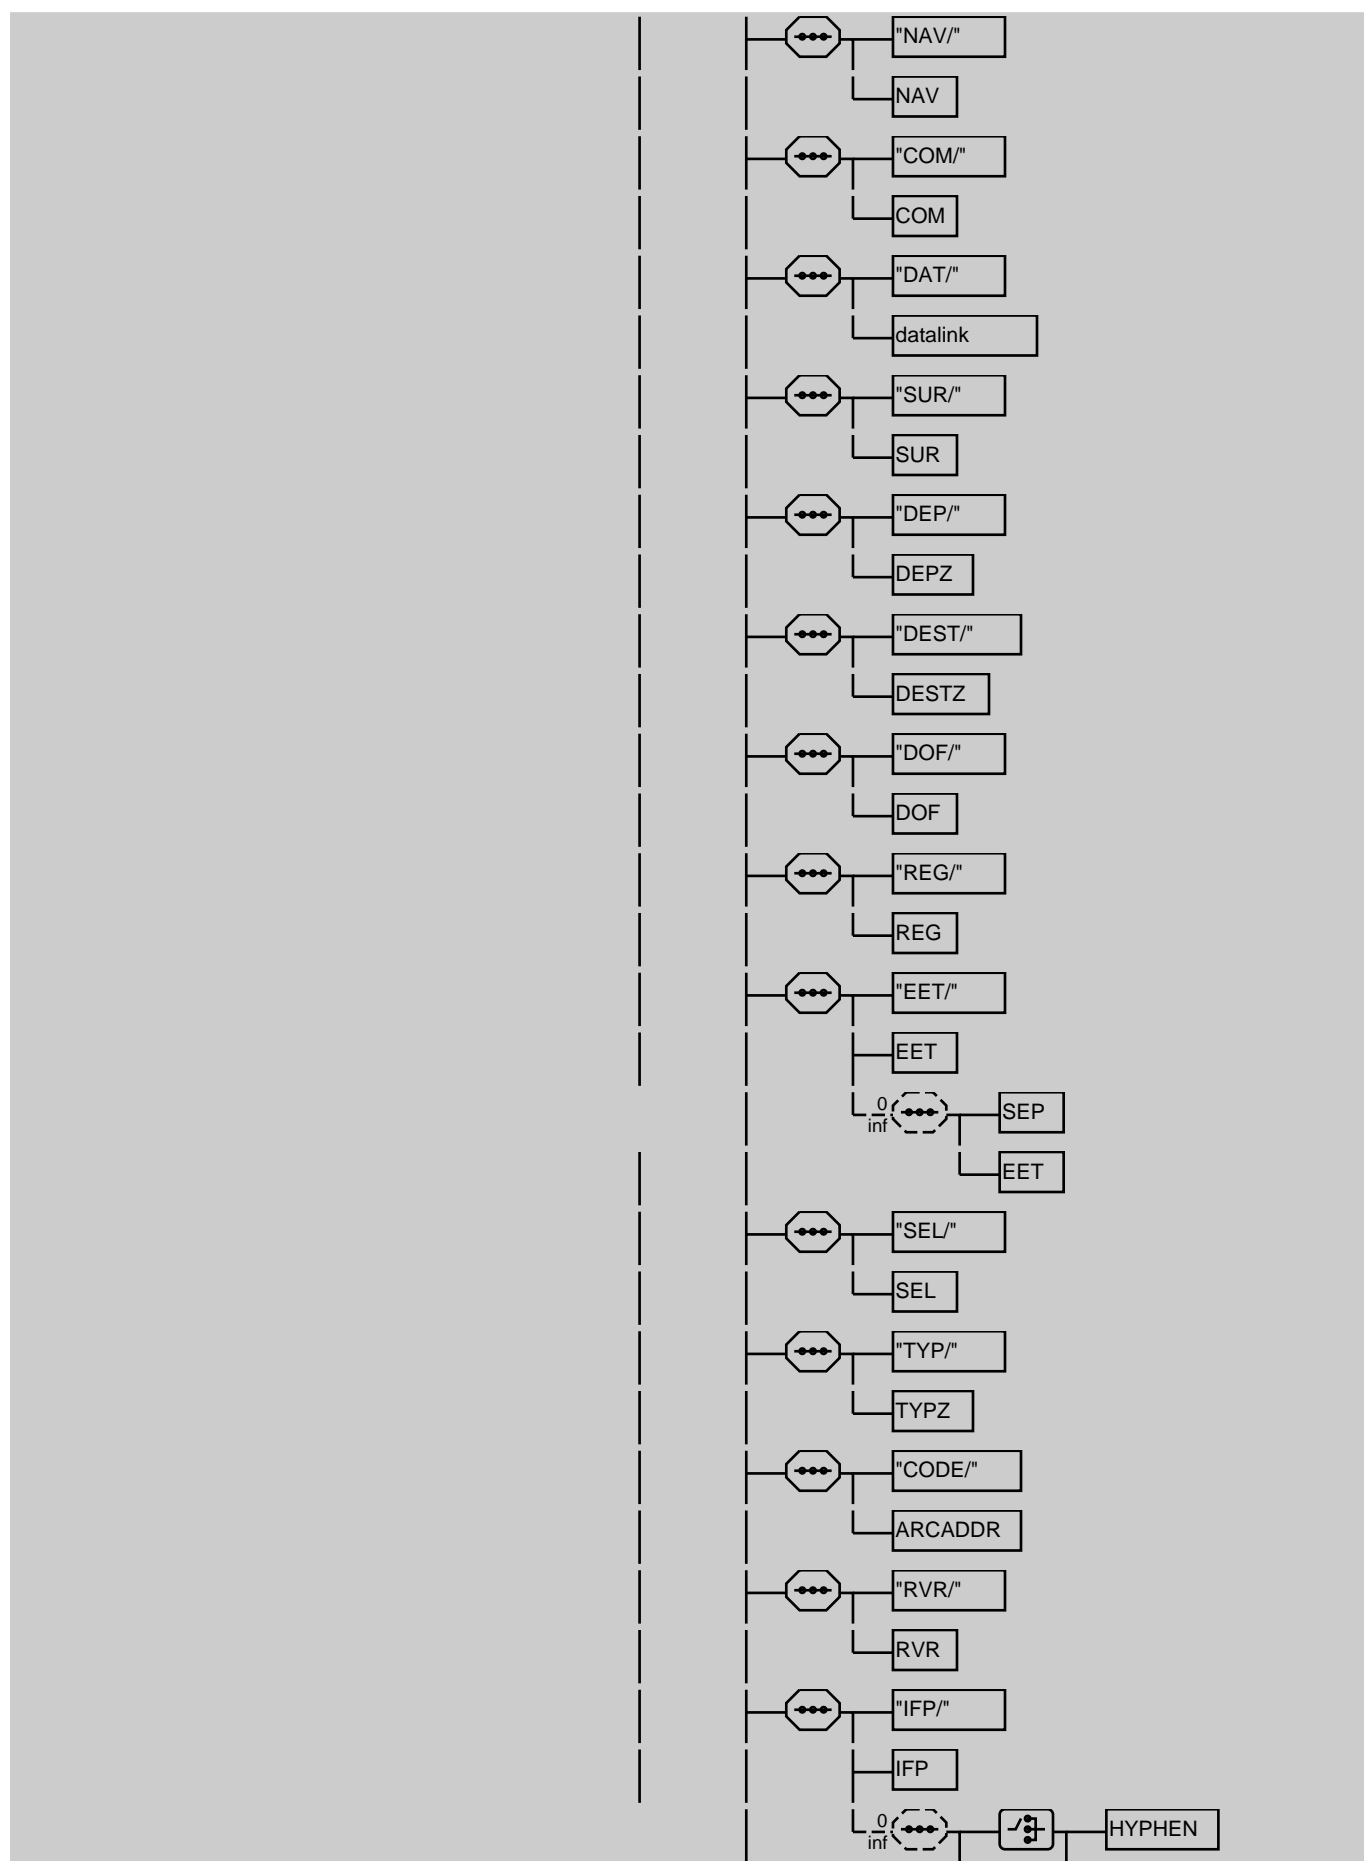 "NAV/"
NAV
"COM/"
COM
"DAT/"
datalink
"SUR/"
SUR
"DEP/"
DEPZ
"DEST/"
DESTZ
"DOF/"
DOF
"REG/"
REG
"EET/"
EET
0
inf
SEP
EET
"SEL/"
SEL
"TYP/"
TYPZ
"CODE/"
ARCADDR
"RVR/"
RVR
"IFP/"
IFP
0
inf
HYPHEN